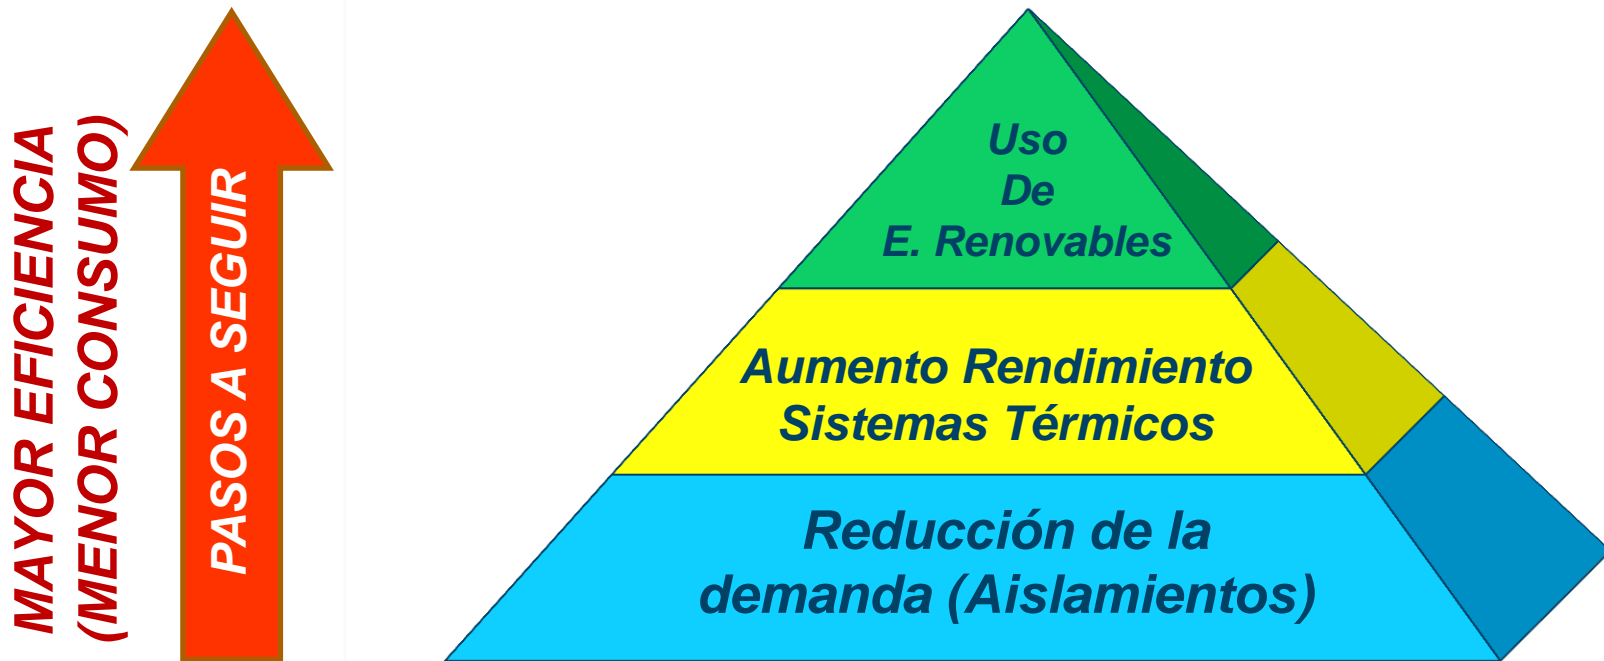 MAYOR EFICIENCIA
(MENOR CONSUMO)
PASOS A SEGUIR
Uso
De
E. Renovables
Aumento Rendimiento
Sistemas Térmicos
Reducción de la
demanda (Aislamientos)